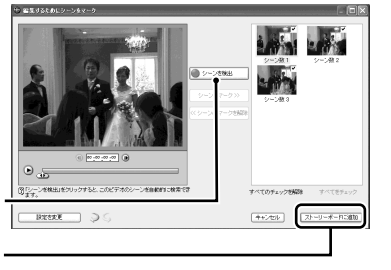 編集するためにシーンをマーク
シーンを検出
シーンをマーク>>
<<シーンマークを解除
シーン数 1
シーン数 2
シーン数 3
00:00:00:00
「シーンを検出」をクリックすると、このビデオのシーンを自動的に検索できます。
すべてのチェックを解除
すべてをチェック
設定を変更
キャンセル
ストーリーボードに追加